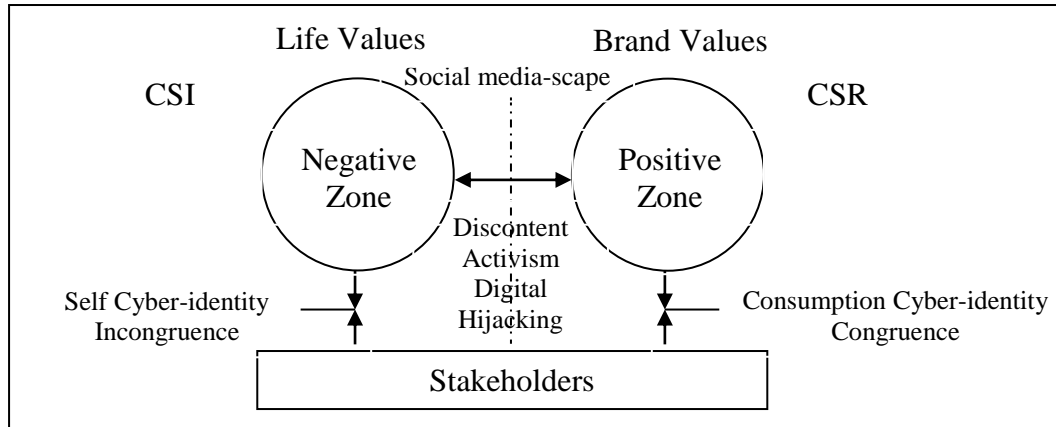 Life Values
Brand Values
Social media-scape
CSI
CSR
Negative
Zone
Positive
Zone
Discontent
Activism
Digital
Hijacking
Self Cyber-identity
Incongruence
Consumption Cyber-identity
Congruence
Stakeholders